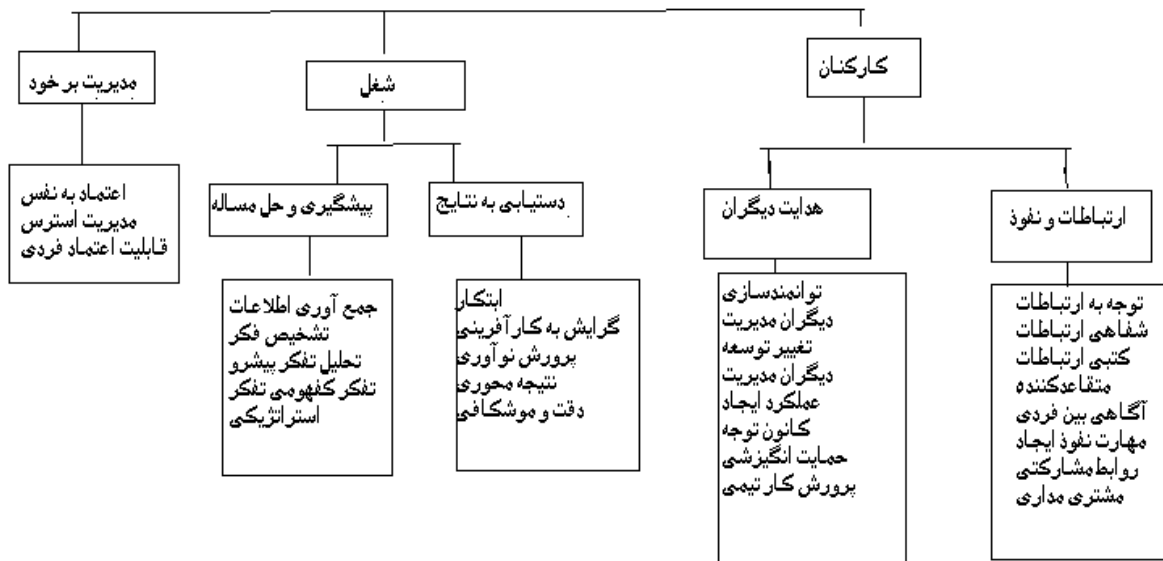 کارکنان
شغل
مدیریت بر خود
ارتباطات و نفوذ
هدایت دیگران
دستیابی به نتایج
پیشگیری و حل مساله
اعتماد به نفس
مدیریت استرس
قابلیت اعتماد فردی
توجه به ارتباطات
شفاهی ارتباطات
کتبی ارتباطات
متقاعدکننده
آگاهی بین فردی
مهارت نفوذ ایجاد
روابط مشارکتی
مشتری مداری
توانمندسازی
دیگران مدیریت
تغییر توسعه
دیگران مدیریت
عملکرد ایجاد
کانون توجه
حمایت انگیزشی
پرورش کار تیمی
ابتکار
گرایش به کارآفرینی
پرورش نوآوری
نتیجه محوری
دقت و موشکافی
جمع آوری اطلاعات
تشخیص فکر
تحلیل تفکر پیشرو
تفکر کفهومی تفکر
استراتژیکی